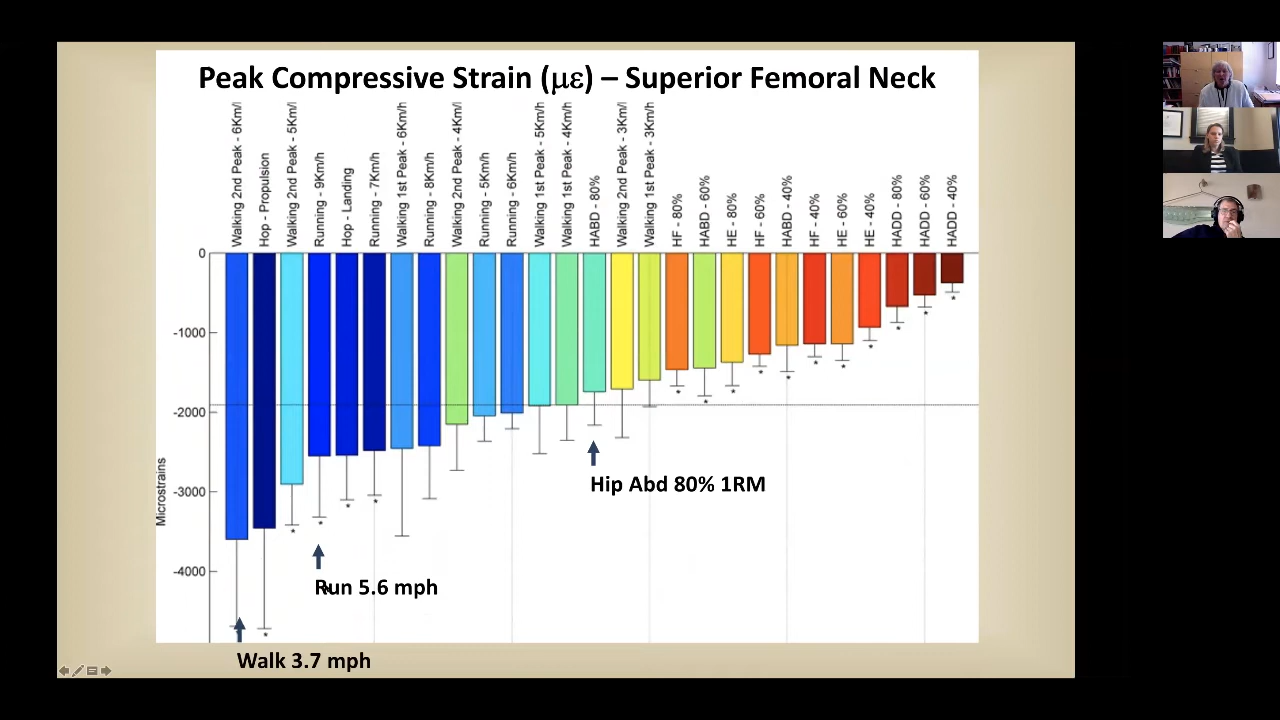 Peak Compressive Strain (με) – Superior Femoral Neck
Walking 2nd Peak - 6Km/
Hop - Propulsion
Walking 2nd Peak - 5Km/
Running - 9Km/h
Hop - Landing
Running - 7Km/h
Walking 1st Peak - 6Km/h
Running - 8Km/h
Walking 2nd Peak - 4Km/
Running - 5Km/h
Running - 6Km/h
Walking 1st Peak - 5Km/h
Walking 1st Peak - 4Km/h
HABD - 80%
Walking 2nd Peak - 3Km/
Walking 1st Peak - 3Km/h
HF - 80%
HABD - 60%
HE - 80%
HF - 60%
HABD - 40%
HF - 40%
HE - 60%
HE - 40%
HADD - 80%
HADD - 60%
HADD - 40%
0
-1000
-2000
-3000
-4000
Microstrains
Hip Abd 80% 1RM
Run 5.6 mph
Walk 3.7 mph